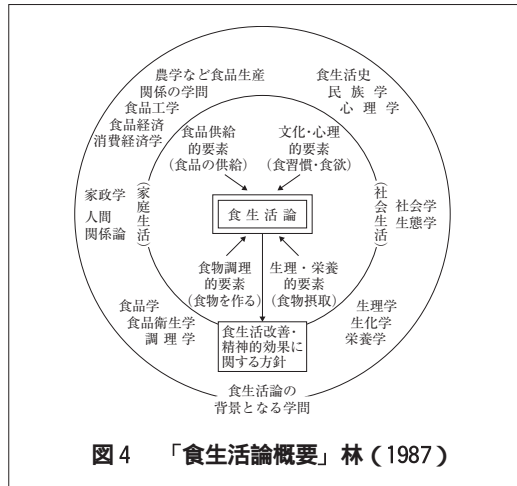 農学など食品生産
関係の学問
食品工学
食品経済
消費経済学
食生活史
民族学
心理学
食品供給
的要素
(食品の供給)
文化・心理
的要素
(食習慣・食欲)
家政学
人間
関係論
(家庭生活)
食生活論
(社会生活)
社会学
生態学
食物調理
的要素
(食物を作る)
生理・栄養
的要素
(食物摂取)
食品学
食品衛生学
調理学
食生活改善・
精神的効果に
関する方針
生理学
生化学
栄養学
食生活論の
背景となる学問
図4 「食生活論概要」林(1987)